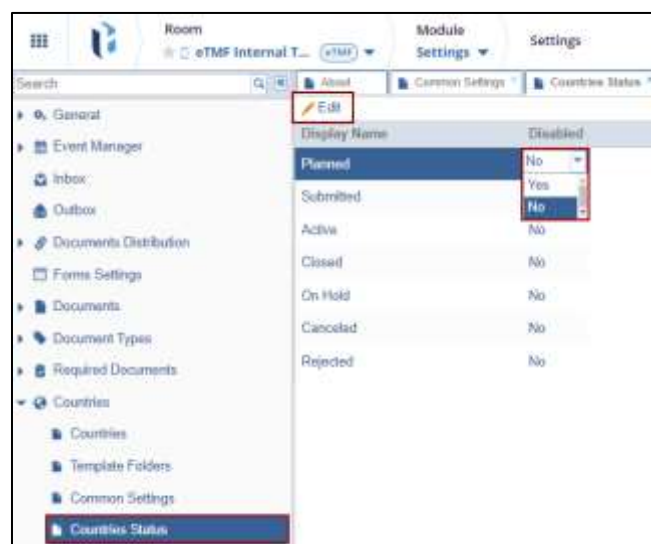 Room
Module
eTMF Internal T... eTMF
Settings
Settings
Search
About
Common Settings
Countries Status
General
Edit
Event Manager
Display Name
Disabled
Inbox
Planned
No
Yes
No
Outbox
Submitted
Documents Distribution
Active
No
Forms Settings
Closed
No
Documents
On Hold
No
Document Types
Canceled
No
Required Documents
Rejected
No
Countries
Countries
Template Folders
Common Settings
Countries Status